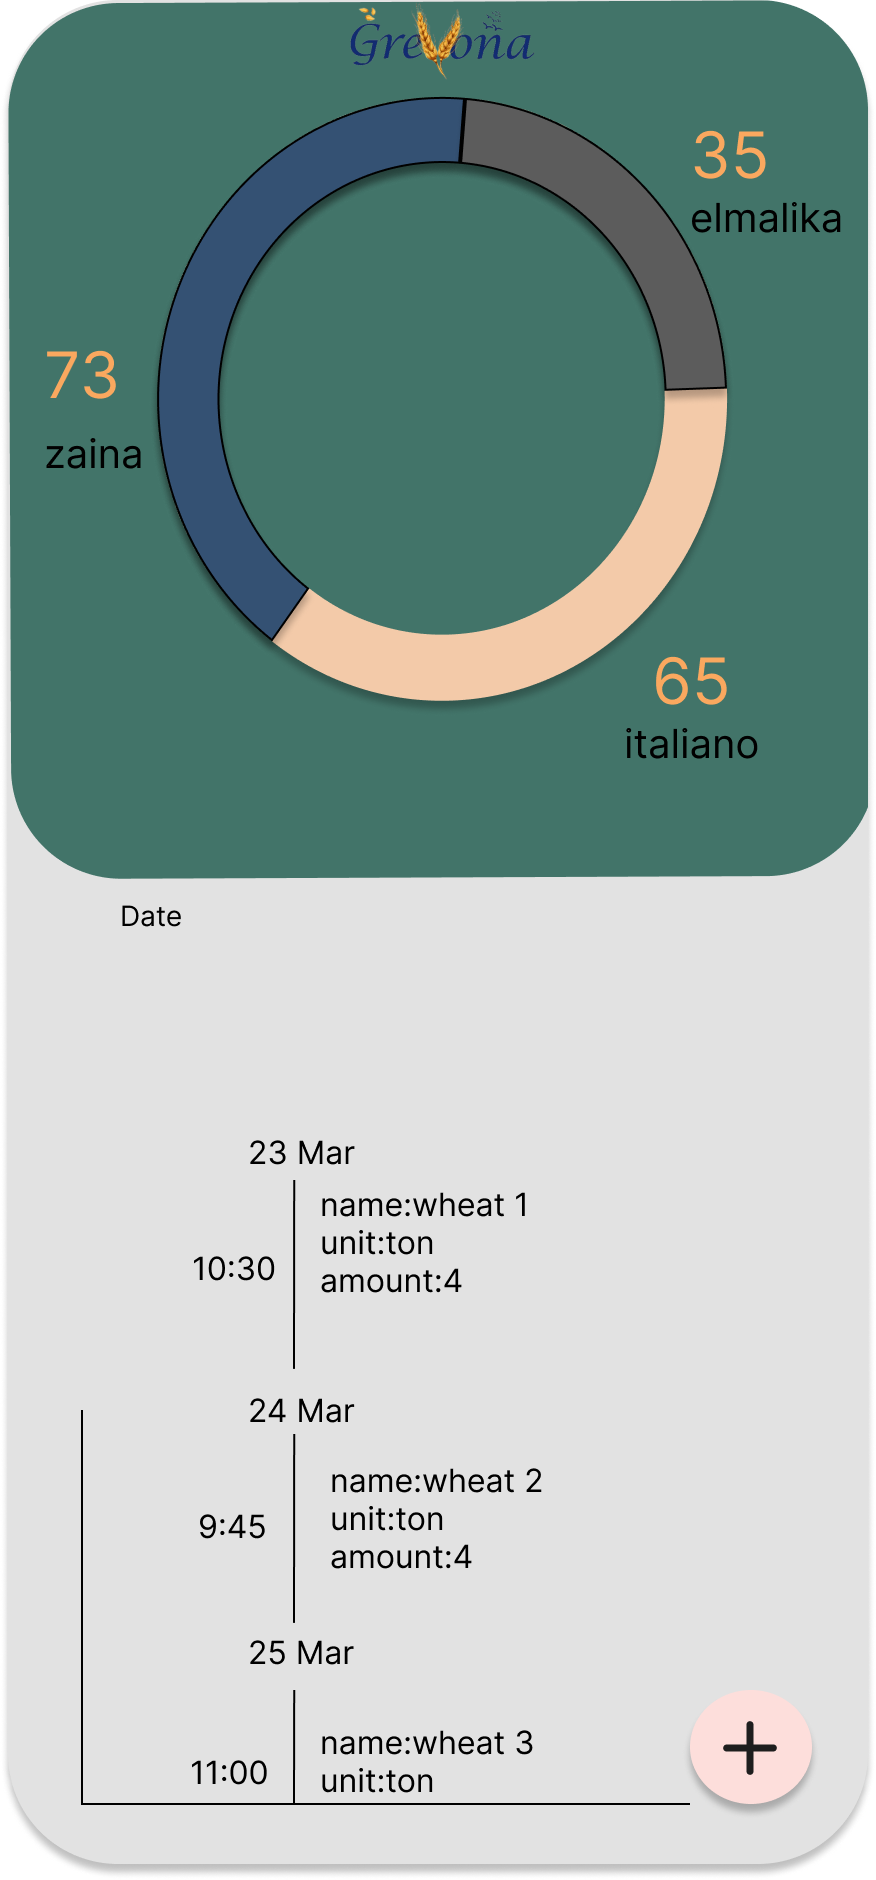 Grevona
35
elmalika
73
zaina
65
italiano
Date
23 Mar
name:wheat 1
unit:ton
amount:4
10:30
24 Mar
name:wheat 2
unit:ton
amount:4
9:45
25 Mar
name:wheat 3
unit:ton
11:00